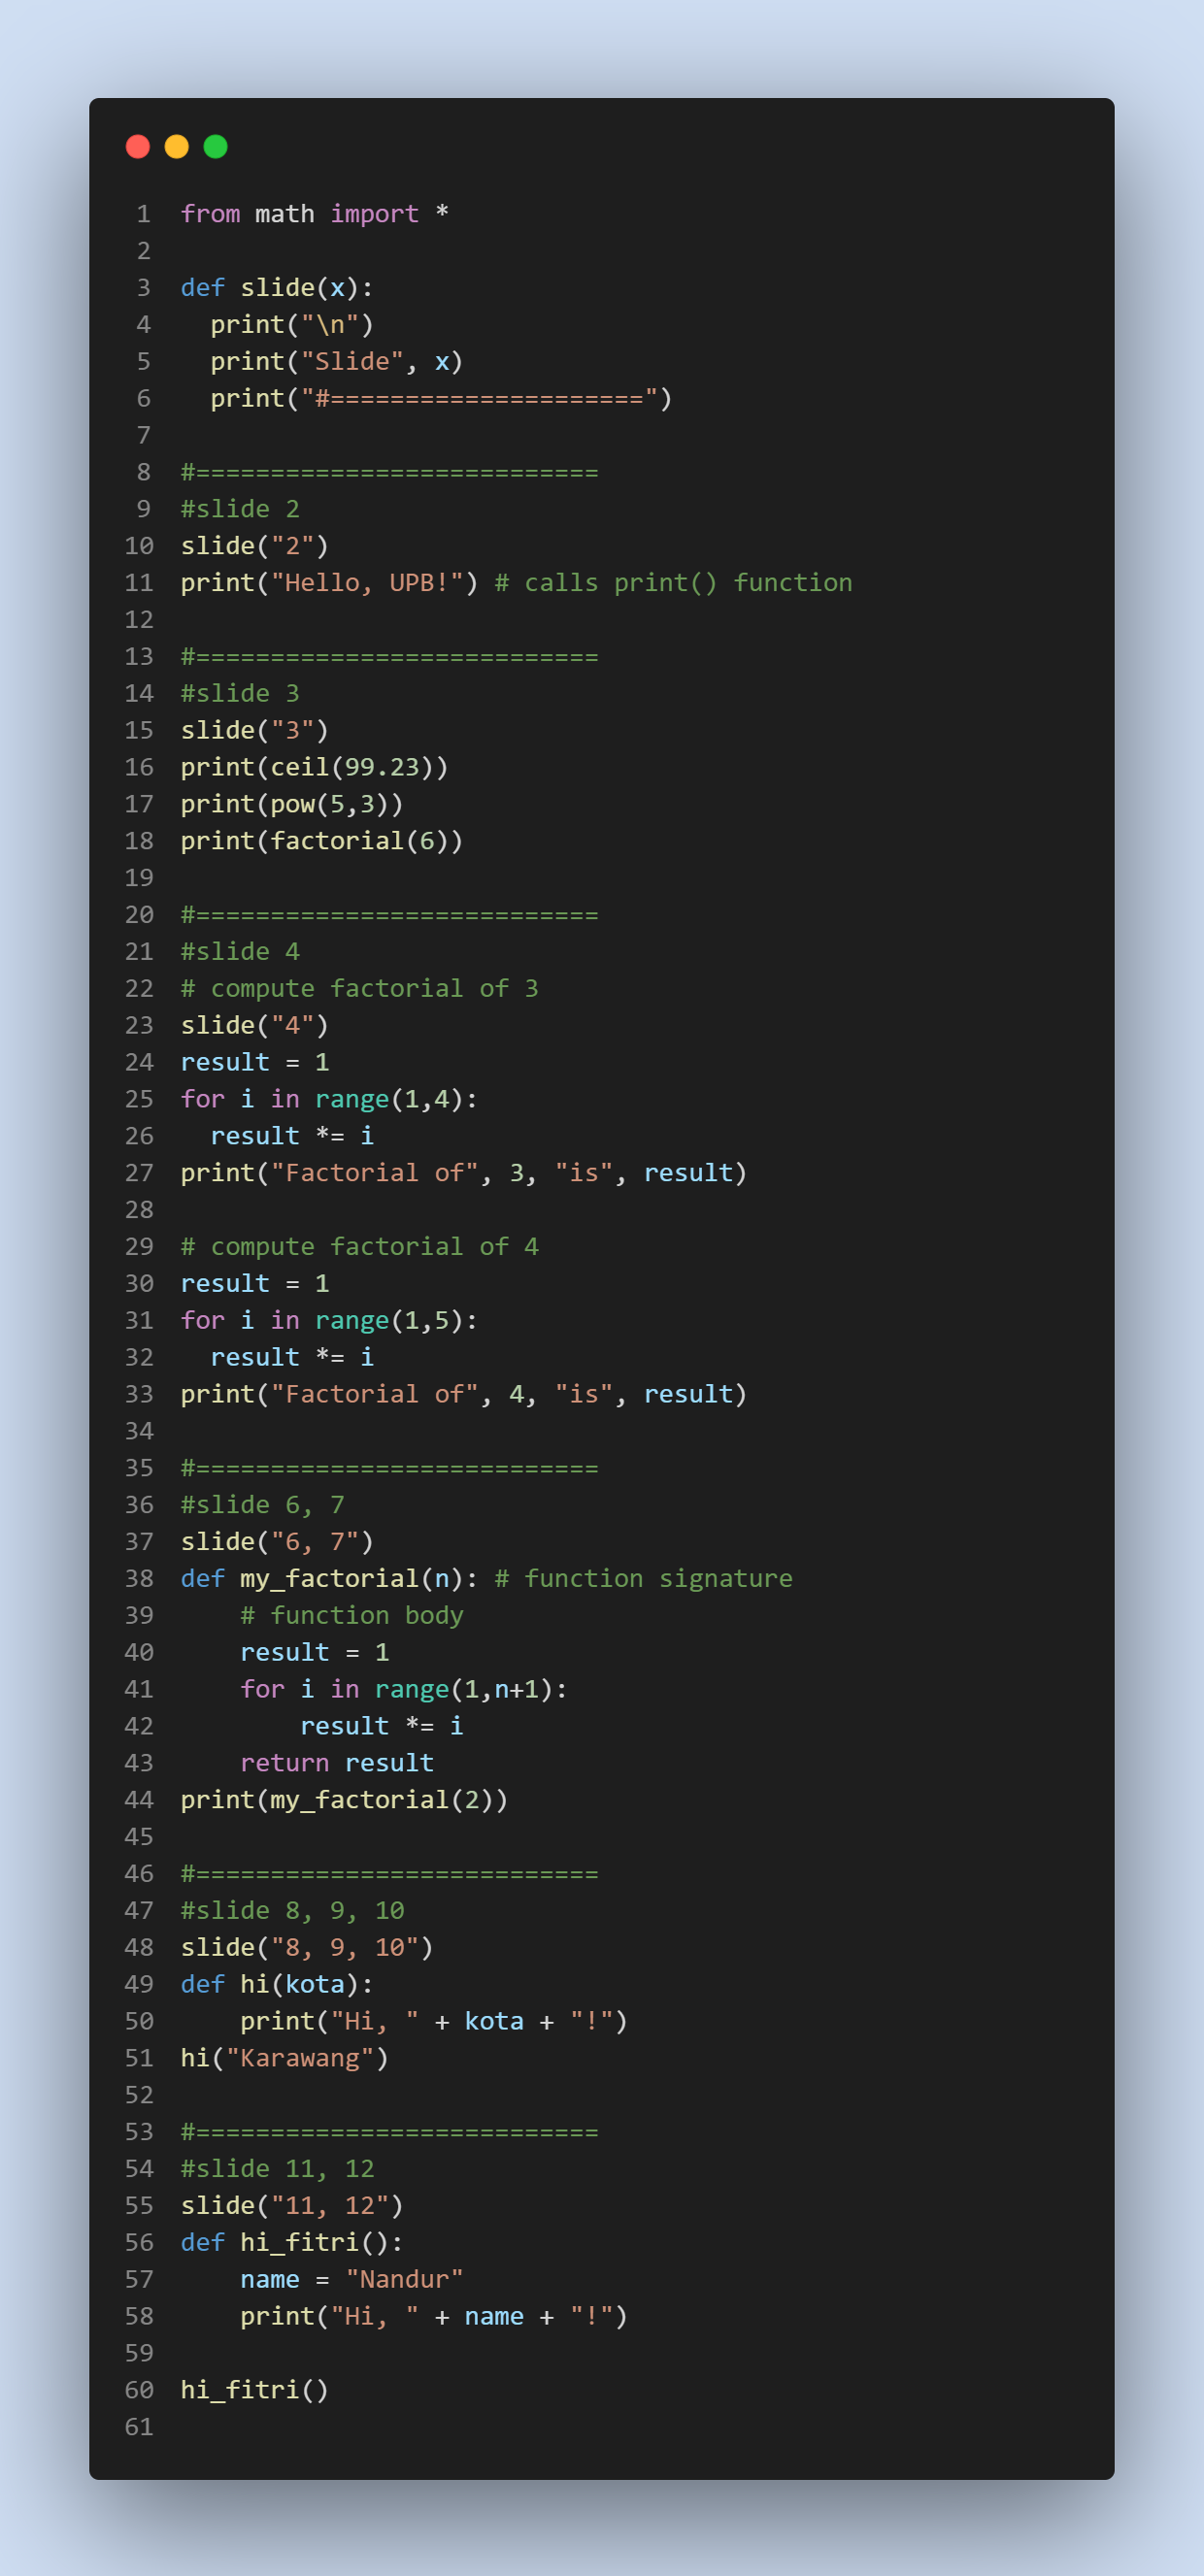 1 from math import *
2
3 def slide(x):
4   print("\n")
5   print("Slide", x)
6   print("#=====================")
7
8 #===========================
9 #slide 2
10 slide("2")
11 print("Hello, UPB!") # calls print() function
12
13 #===========================
14 #slide 3
15 slide("3")
16 print(ceil(99.23))
17 print(pow(5,3))
18 print(factorial(6))
19
20 #===========================
21 #slide 4
22 # compute factorial of 3
23 slide("4")
24 result = 1
25 for i in range(1,4):
26   result *= i
27 print("Factorial of", 3, "is", result)
28
29 # compute factorial of 4
30 result = 1
31 for i in range(1,5):
32   result *= i
33 print("Factorial of", 4, "is", result)
34
35 #===========================
36 #slide 6, 7
37 slide("6, 7")
38 def my_factorial(n): # function signature
39     # function body
40     result = 1
41     for i in range(1,n+1):
42         result *= i
43     return result
44 print(my_factorial(2))
45
46 #===========================
47 #slide 8, 9, 10
48 slide("8, 9, 10")
49 def hi(kota):
50     print("Hi, " + kota + "!")
51 hi("Karawang")
52
53 #===========================
54 #slide 11, 12
55 slide("11, 12")
56 def hi_fitri():
57     name = "Nandur"
58     print("Hi, " + name + "!")
59
60 hi_fitri()
61